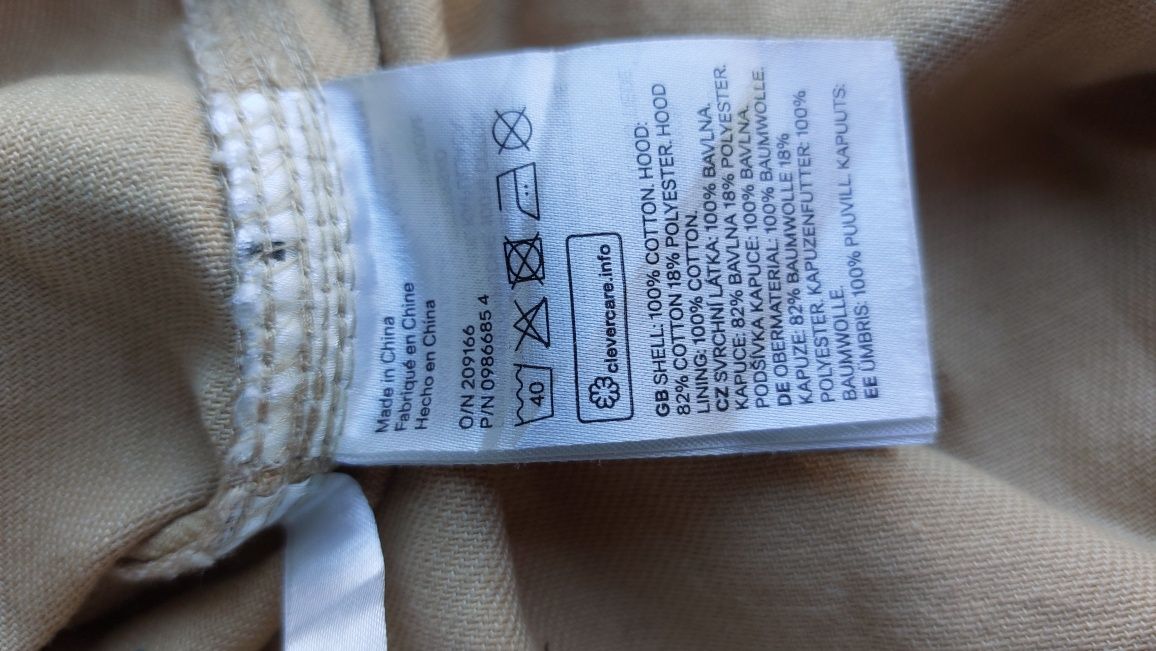 Made in China
Fabriqué en Chine
Hecho en China
O/N 209166
P/N 0986685 4
40
clevercare.info
GB SHELL: 100% COTTON. HOOD:
82% COTTON 18% POLYESTER. HOOD
LINING: 100% COTTON.
CZ SVRCHNÍ LÁTKA: 100% BAVLNA.
KAPUCE: 82% BAVLNA 18% POLYESTER.
PODŠÍVKA KAPUCE: 100% BAVLNA.
DE OBERMATERIAL: 100% BAUMWOLLE.
KAPUZE: 82% BAUMWOLLE 18%
POLYESTER. KAPUZENFUTTER: 100%
BAUMWOLLE.
EE ÜMBRIS: 100% PUUVILL. KAPUUTS: